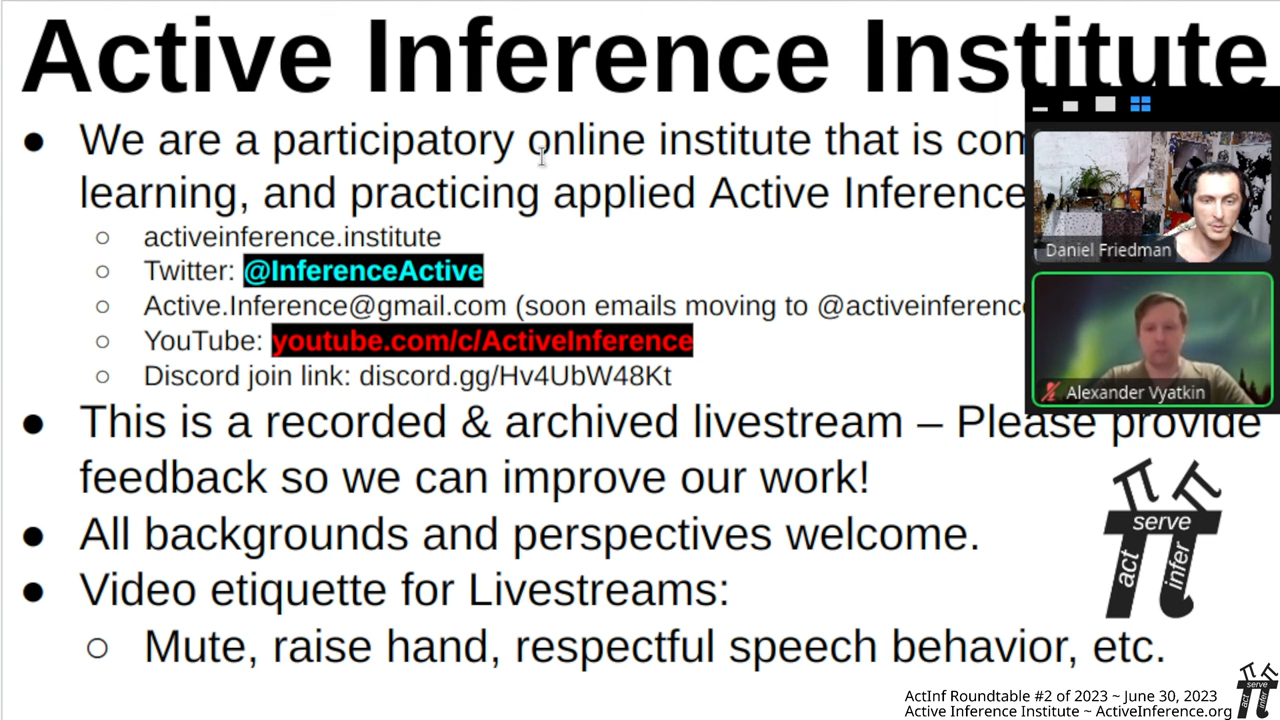 Active Inference Institute
We are a participatory online institute that is
learning, and practicing applied Active Inference
activeinference.institute
Twitter: @InferenceActive
Active.Inference@gmail.com (soon emails moving to
YouTube: youtube.com/c/ActiveInference
Discord join link: discord.gg/Hv4UbW48Kt
Daniel Friedman
Alexander Vyatkin
This is a recorded & archived livestream – Please provide
feedback so we can improve our work!
All backgrounds and perspectives welcome.
Video etiquette for Livestreams:
Mute, raise hand, respectful speech behavior, etc.
serve
act
infer
ActInf Roundtable #2 of 2023 ~ June 30, 2023
Active Inference Institute ~ ActiveInference.org
serve
act
infer